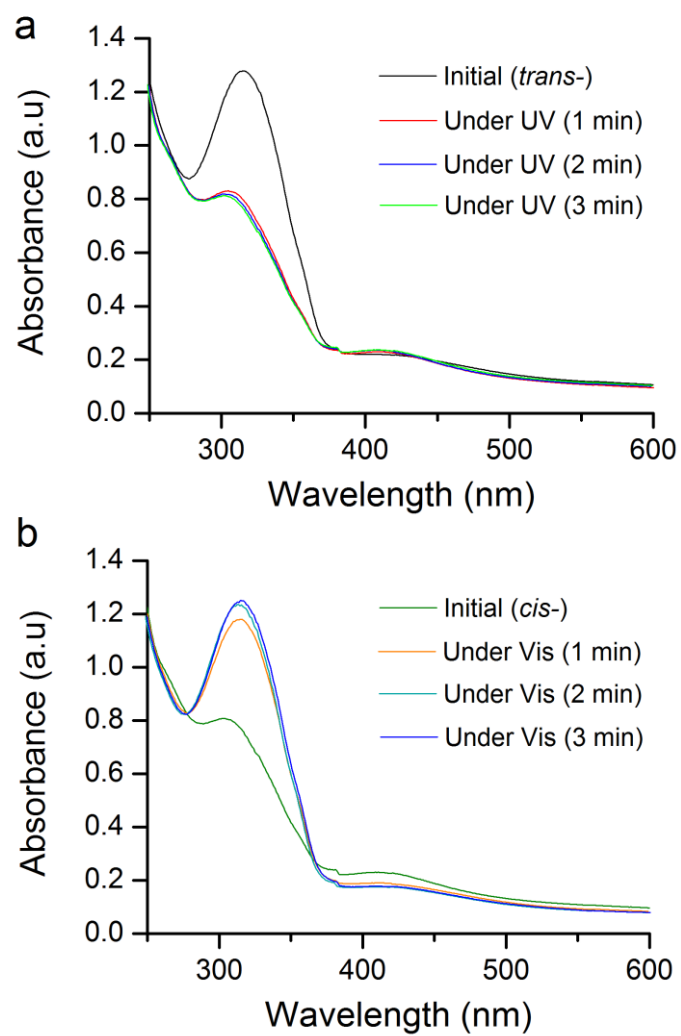 a
1.4
1.2
1.0
0.8
0.6
0.4
0.2
0.0
Absorbance (a.u)
Initial (trans-)
Under UV (1 min)
Under UV (2 min)
Under UV (3 min)
300
400
500
600
Wavelength (nm)
b
1.4
1.2
1.0
0.8
0.6
0.4
0.2
0.0
Absorbance (a.u)
Initial (cis-)
Under Vis (1 min)
Under Vis (2 min)
Under Vis (3 min)
300
400
500
600
Wavelength (nm)